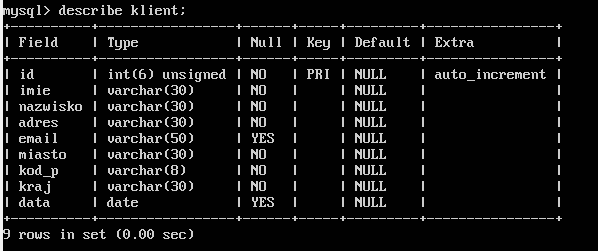 mysql> describe klient;
+----------+-----------------+------+-----+---------+----------------+
| Field    | Type            | Null | Key | Default | Extra          |
+----------+-----------------+------+-----+---------+----------------+
| id       | int(6) unsigned | NO   | PRI | NULL    | auto_increment |
| imie     | varchar(30)     | NO   |     | NULL    |                |
| nazwisko | varchar(30)     | NO   |     | NULL    |                |
| adres    | varchar(30)     | NO   |     | NULL    |                |
| email    | varchar(50)     | YES  |     | NULL    |                |
| miasto   | varchar(30)     | NO   |     | NULL    |                |
| kod_p    | varchar(8)      | NO   |     | NULL    |                |
| kraj     | varchar(30)     | NO   |     | NULL    |                |
| data     | date            | YES  |     | NULL    |                |
+----------+-----------------+------+-----+---------+----------------+
9 rows in set (0.00 sec)